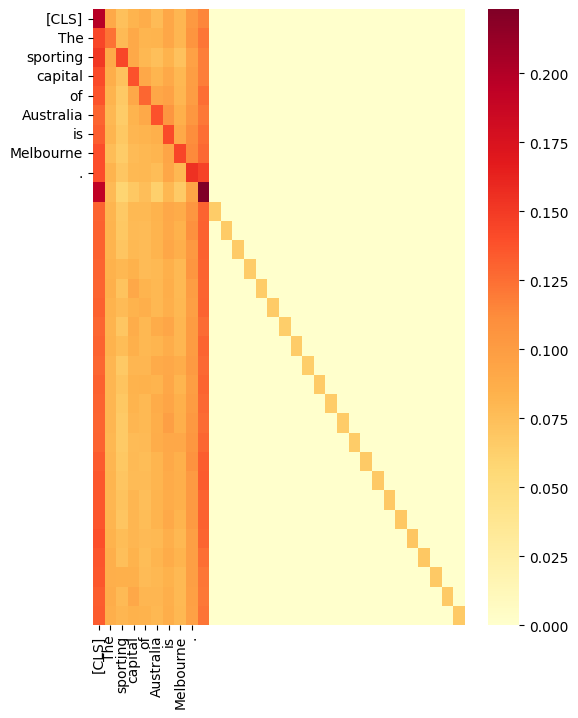 [CLS]
The
sporting
capital
of
Australia
is
Melbourne
.
0.200
0.175
0.150
0.125
0.100
0.075
0.050
0.025
0.000
[CLS]
The
sporting
capital
of
Australia
is
Melbourne
.